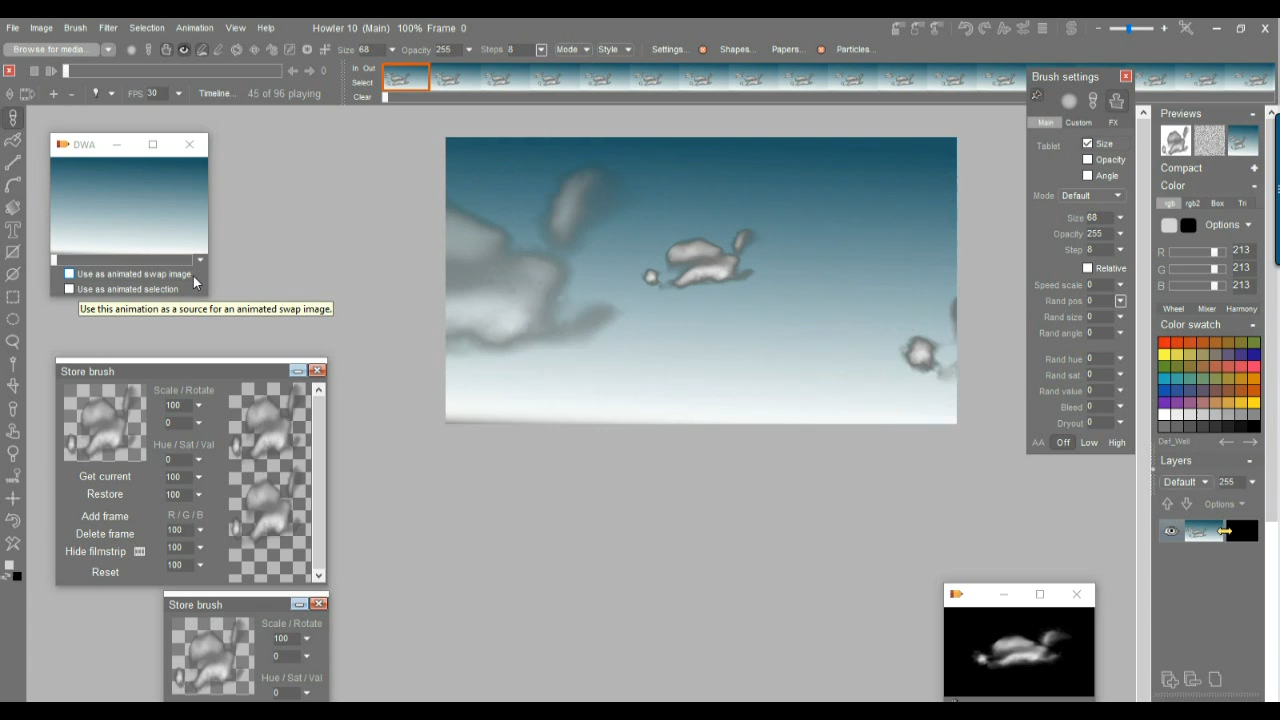 File Image Brush Filter Selection Animation View Help Howler 10 (Main) 100% Frame 0
Browse for media... Size 68 Opacity 255 Steps 8 Mode Style Settings... Shapes... Papers... Particles...
0 In Out
Select
FPS 30 Timeline... 45 of 96 playing Clear
DWA
Use as animated swap image
Use as animated selection
Use this animation as a source for an animated swap image.
Store brush
Scale / Rotate
100
0
Hue / Sat / Val
0
Get current 100
Restore 100
Add frame R / G / B
Delete frame 100
Hide filmstrip 100
Reset 100
Store brush
Scale / Rotate
100
0
Hue / Sat / Val
0
Brush settings
Main Custom FX
Tablet Size
Opacity
Angle
Mode Default
Size 68
Opacity 255
Step 8
Relative
Speed scale 0
Rand pos 0
Rand size 0
Rand angle 0
Rand hue 0
Rand sat 0
Rand value 0
Bleed 0
Dryout 0
AA Off Low High
Previews
Compact
Color
rgb rgb2 Box Tri
Options
R 213
G 213
B 213
Wheel Mixer Harmony
Color swatch
Def_Well
Layers
Default 255
Options